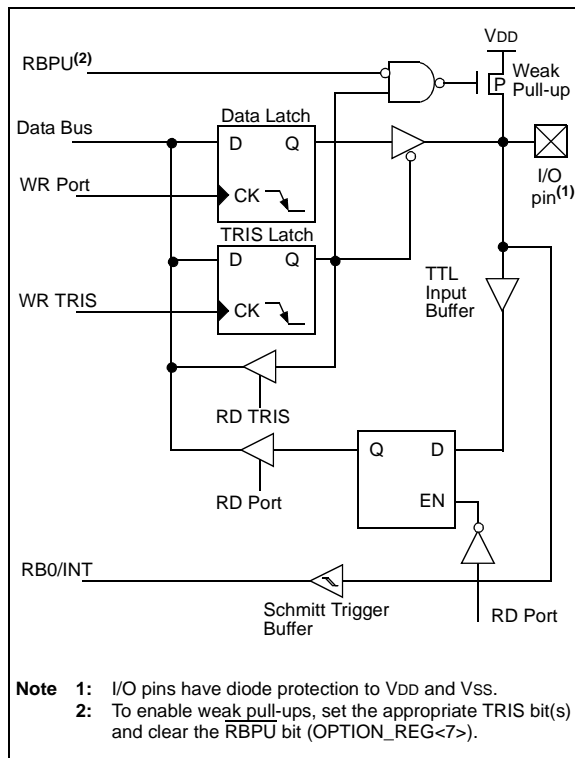 VDD
RBPU(2)
Weak
P
Pull-up
Data Latch
Data Bus
D
Q
I/O
pin(1)
WR Port
CK
TRIS Latch
D
Q
TTL
Input
Buffer
WR TRIS
CK
RD TRIS
Q
D
RD Port
EN
RB0/INT
Schmitt Trigger
Buffer
RD Port
Note 1: I/O pins have diode protection to VDD and VSS.
2: To enable weak pull-ups, set the appropriate TRIS bit(s)
and clear the RBPU bit (OPTION_REG<7>).